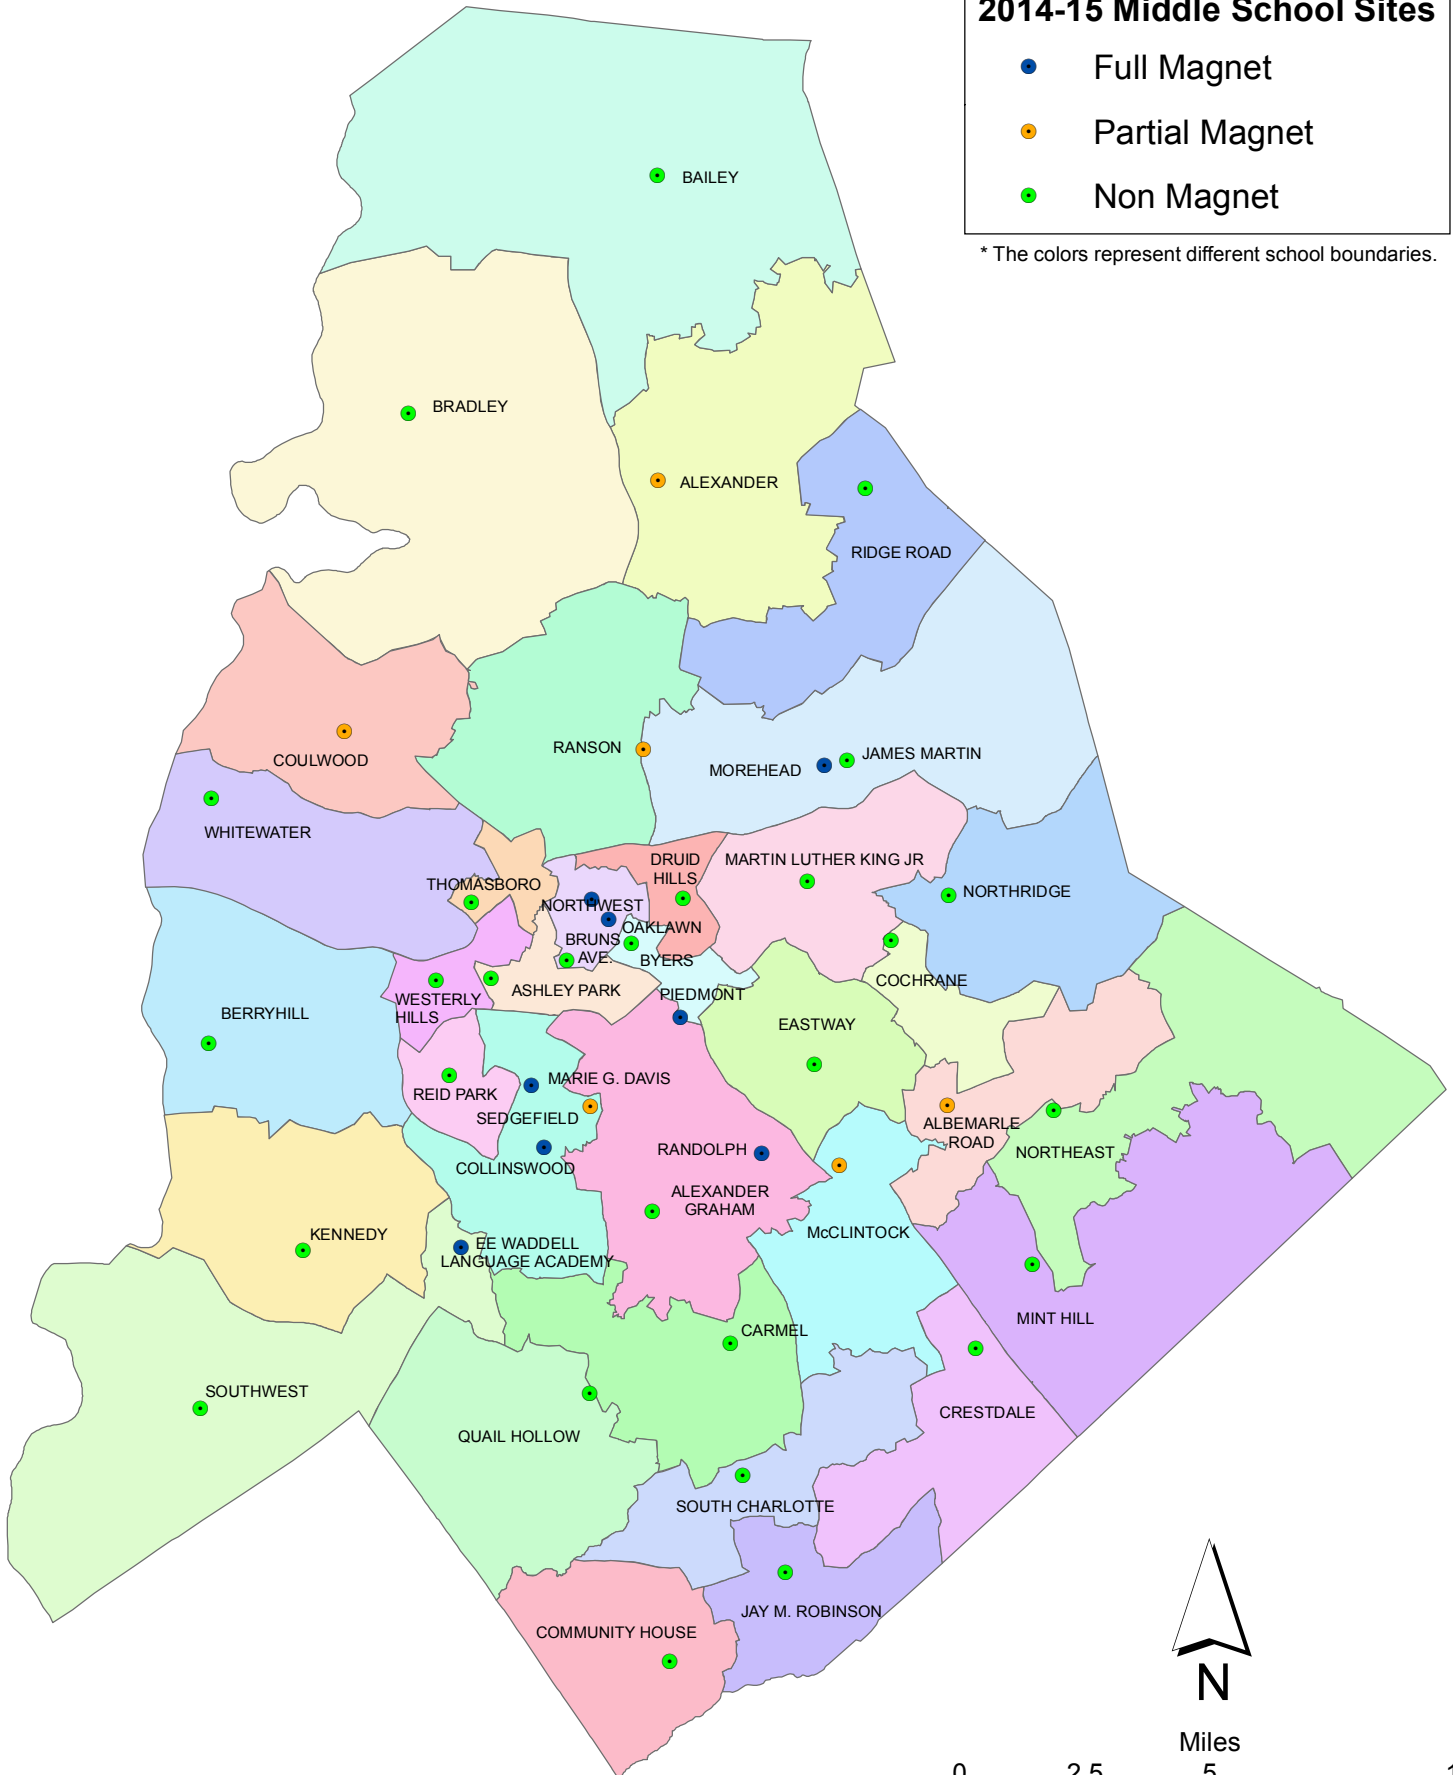 2014-15 Middle School Sites
Full Magnet
Partial Magnet
Non Magnet
* The colors represent different school boundaries.
BAILEY
BRADLEY
ALEXANDER
RIDGE ROAD
RANSON
COULWOOD
MOREHEAD
JAMES MARTIN
WHITEWATER
DRUID
HILLS
MARTIN LUTHER KING JR
THOMASBORO
NORTHRIDGE
NORTHWEST
OAKLAWN
BRUNS
AVE.
BYERS
COCHRANE
ASHLEY PARK
PIEDMONT
WESTERLY
HILLS
BERRYHILL
EASTWAY
MARIE G. DAVIS
REID PARK
SEDGEFIELD
ALBEMARLE
ROAD
RANDOLPH
NORTHEAST
COLLINSWOOD
ALEXANDER
GRAHAM
KENNEDY
McCLINTOCK
EE WADDELL
LANGUAGE ACADEMY
MINT HILL
CARMEL
SOUTHWEST
CRESTDALE
QUAIL HOLLOW
SOUTH CHARLOTTE
JAY M. ROBINSON
COMMUNITY HOUSE
N
Miles
0 2.5 5